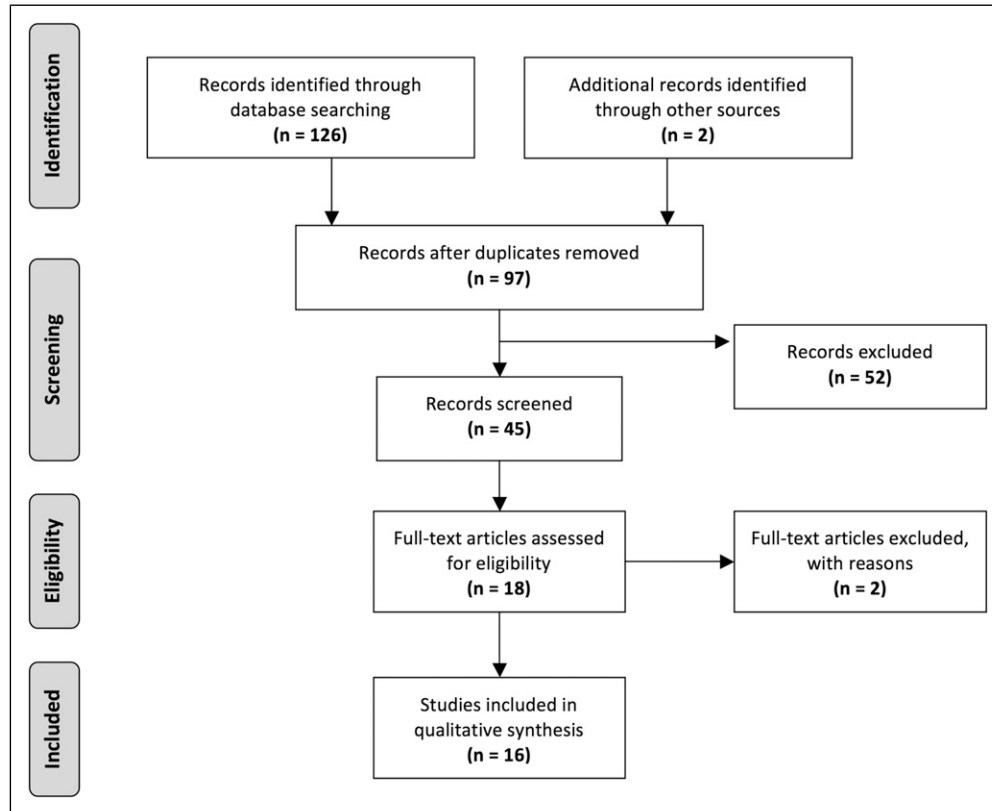 Identification
Records identified through
database searching
(n = 126)
Additional records identified
through other sources
(n = 2)
Screening
Records after duplicates removed
(n = 97)
Records excluded
(n = 52)
Records screened
(n = 45)
Eligibility
Full-text articles assessed
for eligibility
(n = 18)
Full-text articles excluded,
with reasons
(n = 2)
Included
Studies included in
qualitative synthesis
(n = 16)